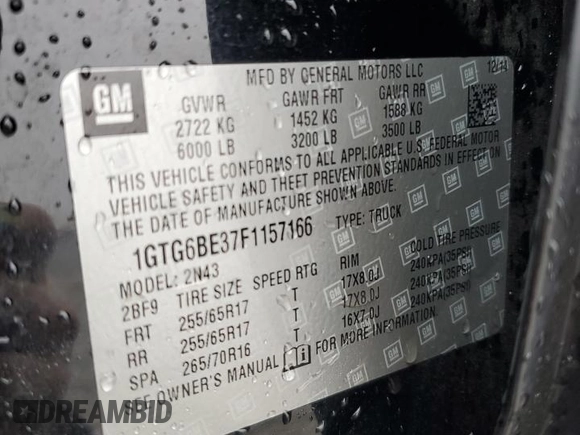 MFD BY GENERAL MOTORS LLC 12/14
GM
GVWR GAWR FRT GAWR RR
2722 KG 1452 KG 1588 KG
6000 LB 3200 LB 3500 LB
THIS VEHICLE CONFORMS TO ALL APPLICABLE U.S. FEDERAL MOTOR
VEHICLE SAFETY AND THEFT PREVENTION STANDARDS IN EFFECT ON
THE DATE OF MANUFACTURE SHOWN ABOVE.
1GTG6BE37F1157166 TYPE: TRUCK
MODEL: 2N43
2BF9 TIRE SIZE SPEED RTG RIM COLD TIRE PRESSURE
FRT 255/65R17 T 17X8.0J 240KPA(35PSI)
RR 255/65R17 T 17X8.0J 240KPA(35PSI)
SPA 265/70R16 T 16X7.0J 240KPA(35PSI)
SEE OWNER'S MANUAL FOR MORE INFORMATION.
DREAMBID